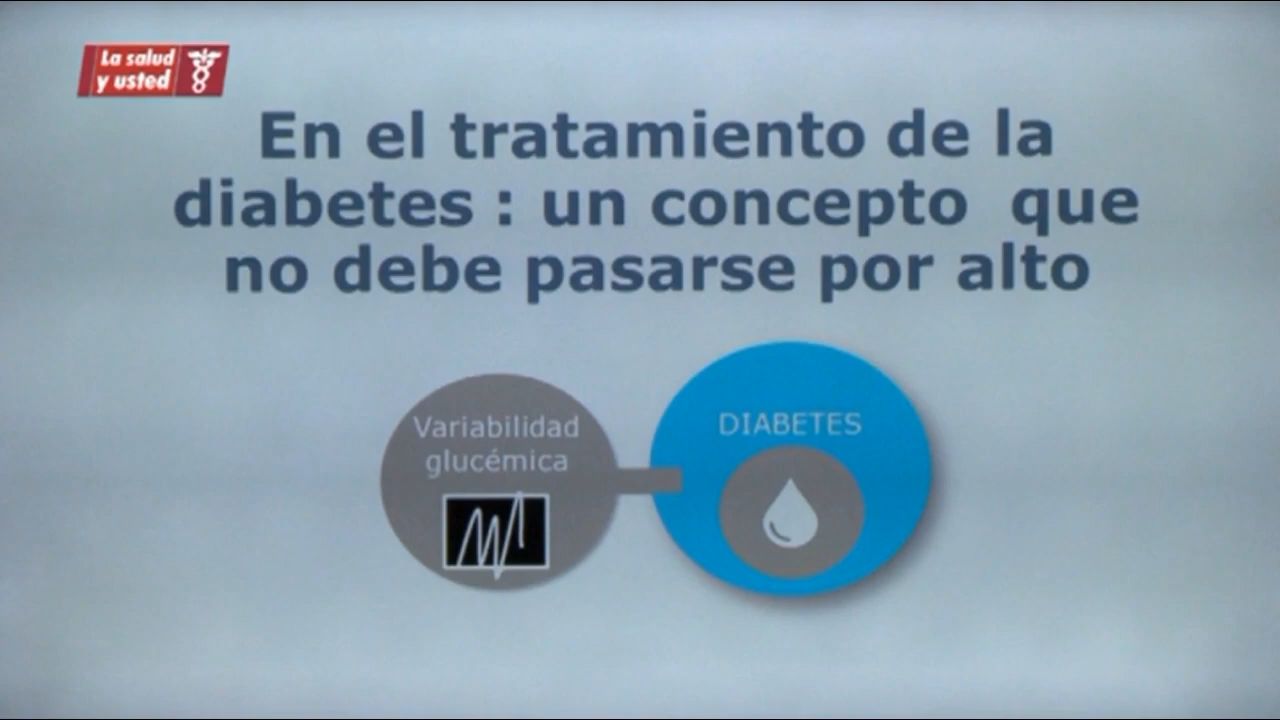 La salud
y usted
En el tratamiento de la
diabetes : un concepto que
no debe pasarse por alto
Variabilidad
glucémica
DIABETES